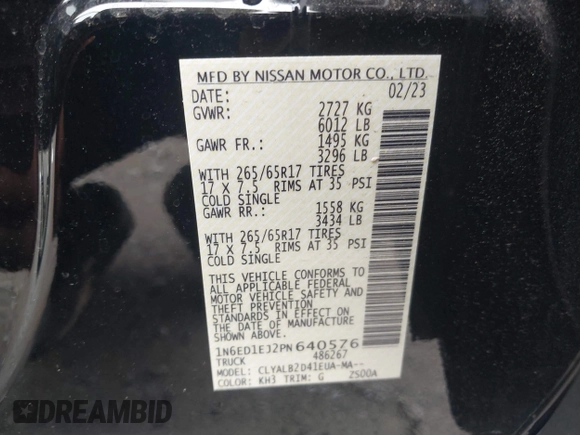 MFD BY NISSAN MOTOR CO., LTD.
DATE: 02/23
GVWR: 2727 KG
6012 LB
GAWR FR.: 1495 KG
3296 LB
WITH 265/65R17 TIRES
17 X 7.5 RIMS AT 35 PSI
COLD SINGLE
GAWR RR.: 1558 KG
3434 LB
WITH 265/65R17 TIRES
17 X 7.5 RIMS AT 35 PSI
COLD SINGLE
THIS VEHICLE CONFORMS TO
ALL APPLICABLE FEDERAL
MOTOR VEHICLE SAFETY AND
THEFT PREVENTION
STANDARDS IN EFFECT ON
THE DATE OF MANUFACTURE
SHOWN ABOVE.
1N6ED1EJ2PN640576
TRUCK 486267
MODEL: CLYALB2D41EUA-MA--
COLOR: KH3 TRIM: G 2500A
DREAMBID